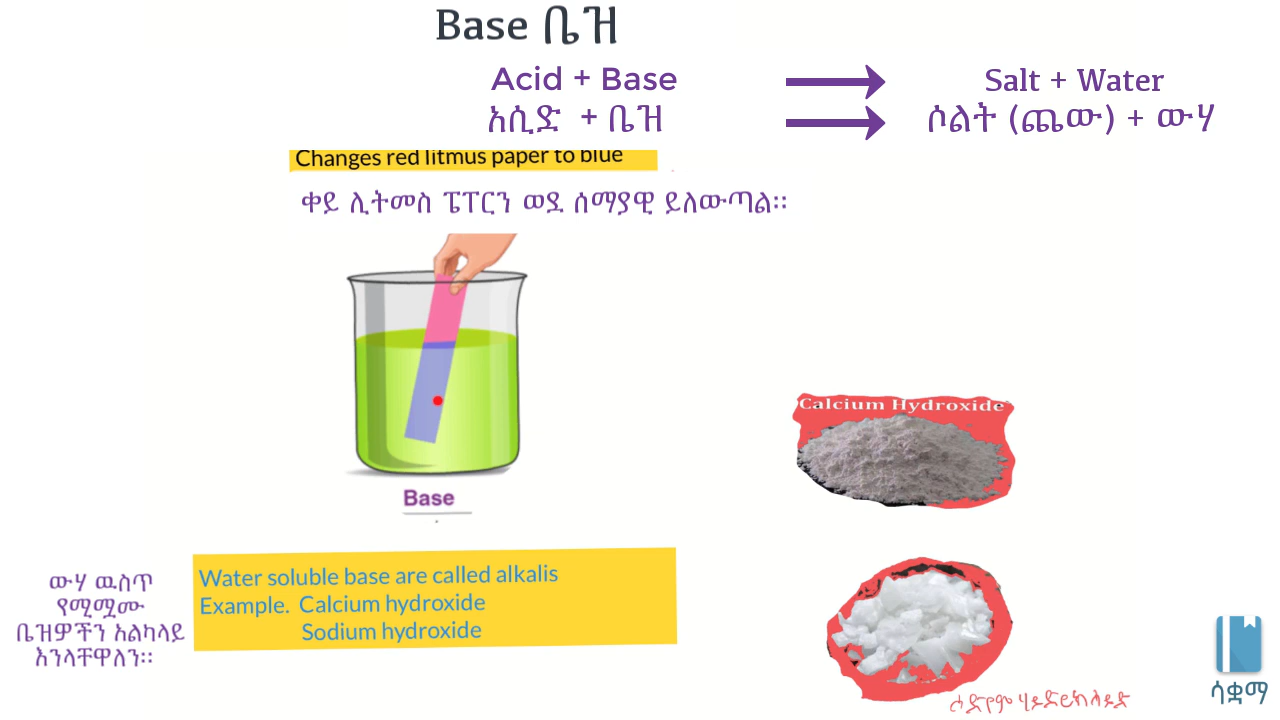 Base ቤዝ
Acid + Base → Salt + Water
አሲድ + ቤዝ → ሶልት (ጨው) + ውሃ
Changes red litmus paper to blue
ቀይ ሊትመስ ፔፐርን ወደ ሰማያዊ ይለውጣል።
Base
Calcium Hydroxide
Water soluble base are called alkalis
Example. Calcium hydroxide
Sodium hydroxide
ውሃ ዉስጥ
የሚሟሙ
ቤዝዎችን አልካላይ
እንላቸዋለን።
ሳቋማ